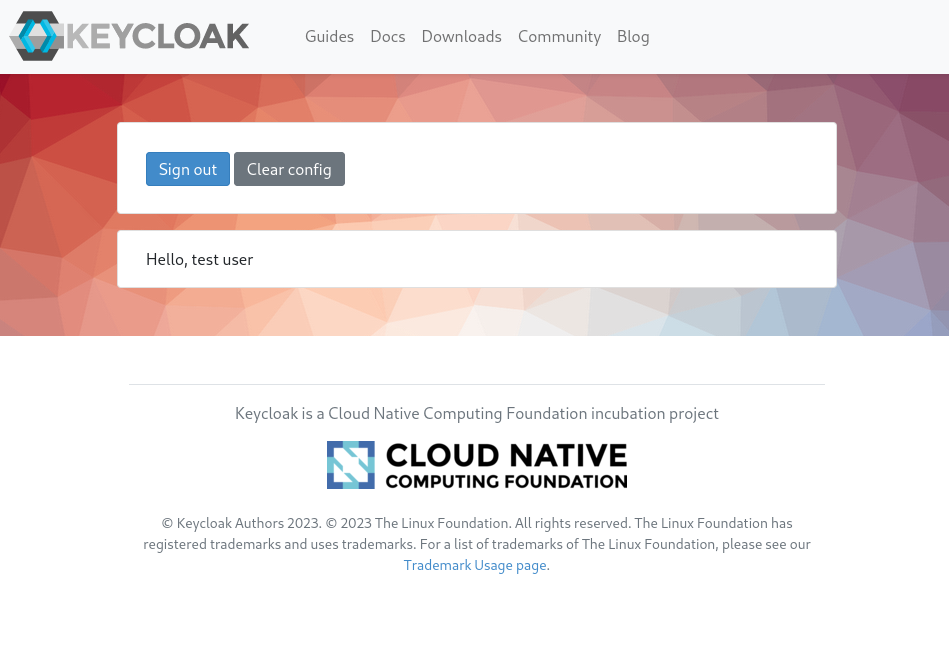 KEYCLOAK
Guides Docs Downloads Community Blog
Sign out Clear config
Hello, test user
Keycloak is a Cloud Native Computing Foundation incubation project
CLOUD NATIVE
COMPUTING FOUNDATION
© Keycloak Authors 2023. © 2023 The Linux Foundation. All rights reserved. The Linux Foundation has
registered trademarks and uses trademarks. For a list of trademarks of The Linux Foundation, please see our
Trademark Usage page.